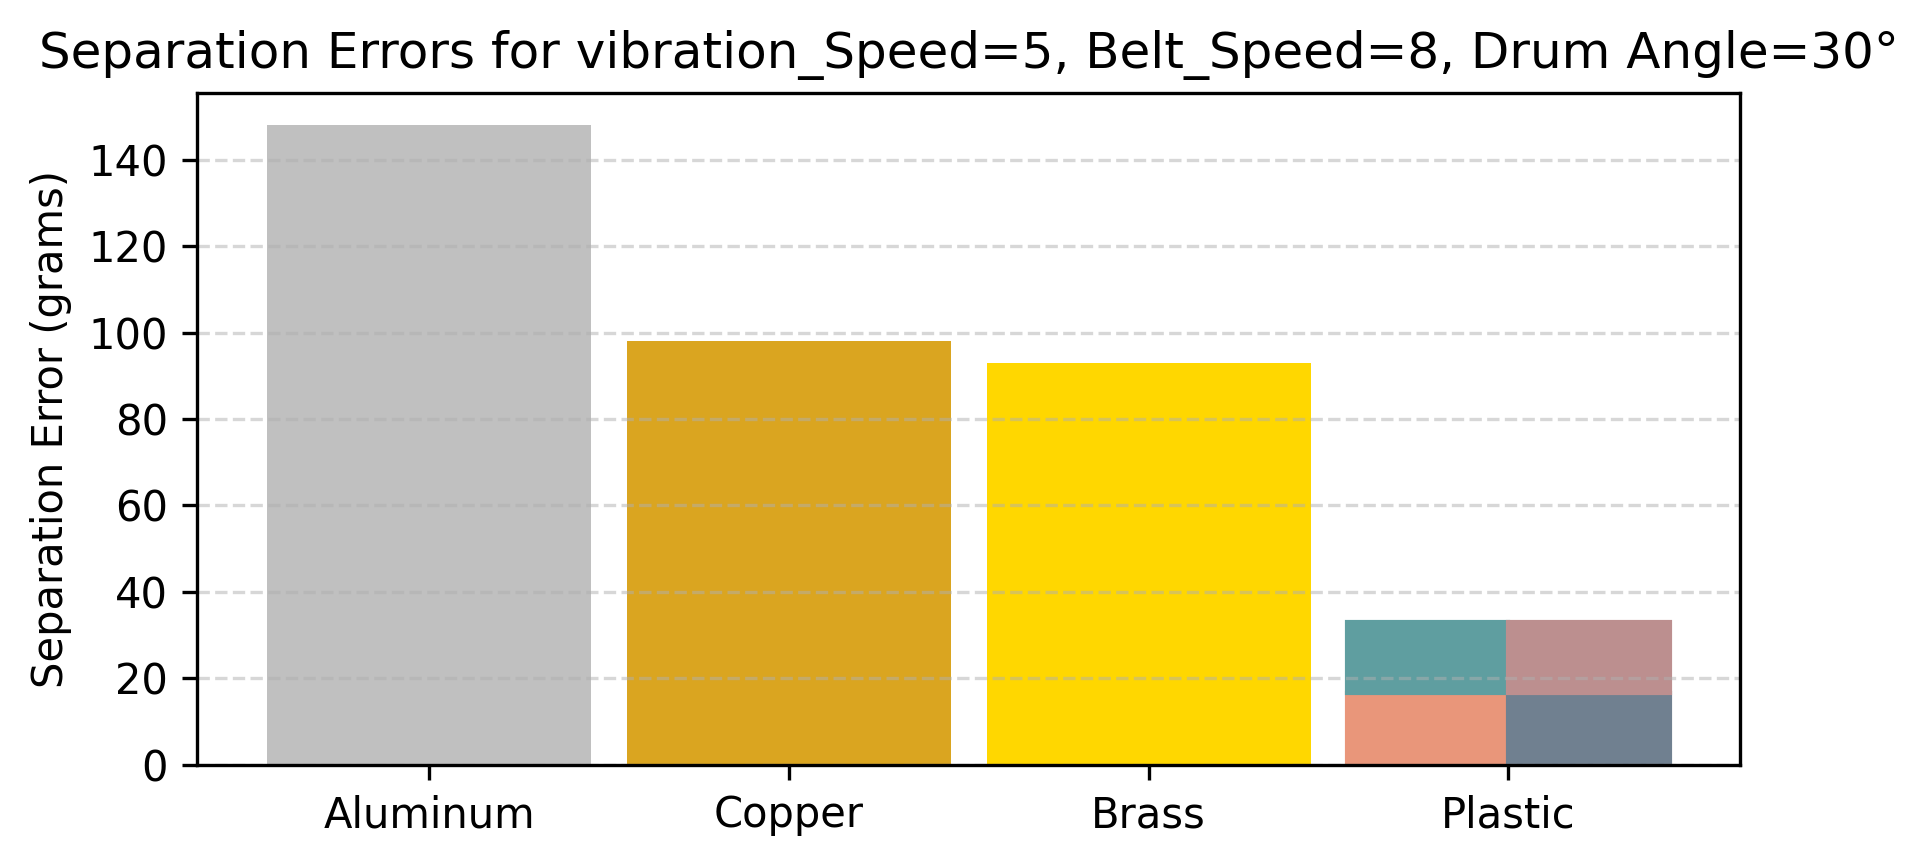 Separation Errors for vibration_Speed=5, Belt_Speed=8, Drum Angle=30°
Separation Error (grams)
140
120
100
80
60
40
20
0
Aluminum Copper Brass Plastic